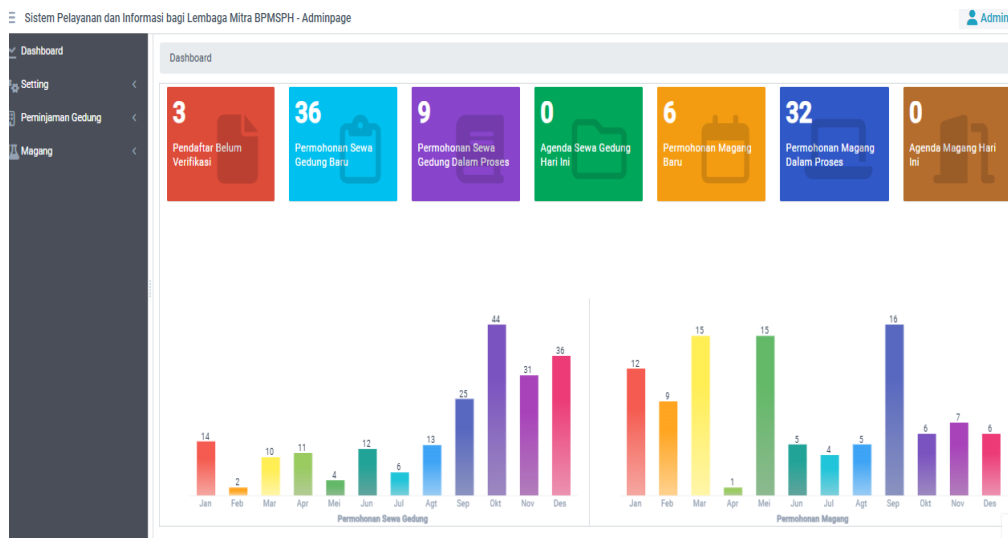 Sistem Pelayanan dan Informasi bagi Lembaga Mitra BPMSPH - Adminpage
Admin
Dashboard
Setting
Peminjaman Gedung
Magang
Dashboard
3
Pendaftar Belum
Verifikasi
36
Permohonan Sewa
Gedung Baru
9
Permohonan Sewa
Gedung Dalam Proses
0
Agenda Sewa Gedung
Hari Ini
6
Permohonan Magang
Baru
32
Permohonan Magang
Dalam Proses
0
Agenda Magang Hari
Ini
14
2
10
11
4
12
6
13
25
44
31
36
Jan Feb Mar Apr Mei Jun Jul Agt Sep Okt Nov Des
Permohonan Sewa Gedung
12
9
15
1
15
5
4
5
16
6
7
6
Jan Feb Mar Apr Mei Jun Jul Agt Sep Okt Nov Des
Permohonan Magang